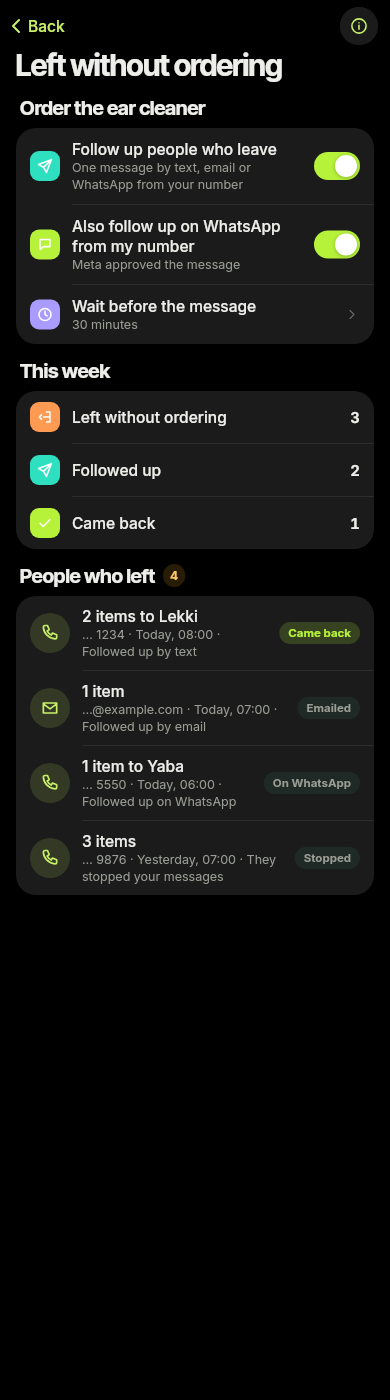 Back
Left without ordering
Order the ear cleaner
Follow up people who leave
One message by text, email or
WhatsApp from your number
Also follow up on WhatsApp
from my number
Meta approved the message
Wait before the message
30 minutes
This week
Left without ordering
3
Followed up
2
Came back
1
People who left
4
2 items to Lekki
... 1234 · Today, 08:00 ·
Followed up by text
Came back
1 item
...@example.com · Today, 07:00 ·
Followed up by email
Emailed
1 item to Yaba
... 5550 · Today, 06:00 ·
Followed up on WhatsApp
On WhatsApp
3 items
... 9876 · Yesterday, 07:00 · They
stopped your messages
Stopped